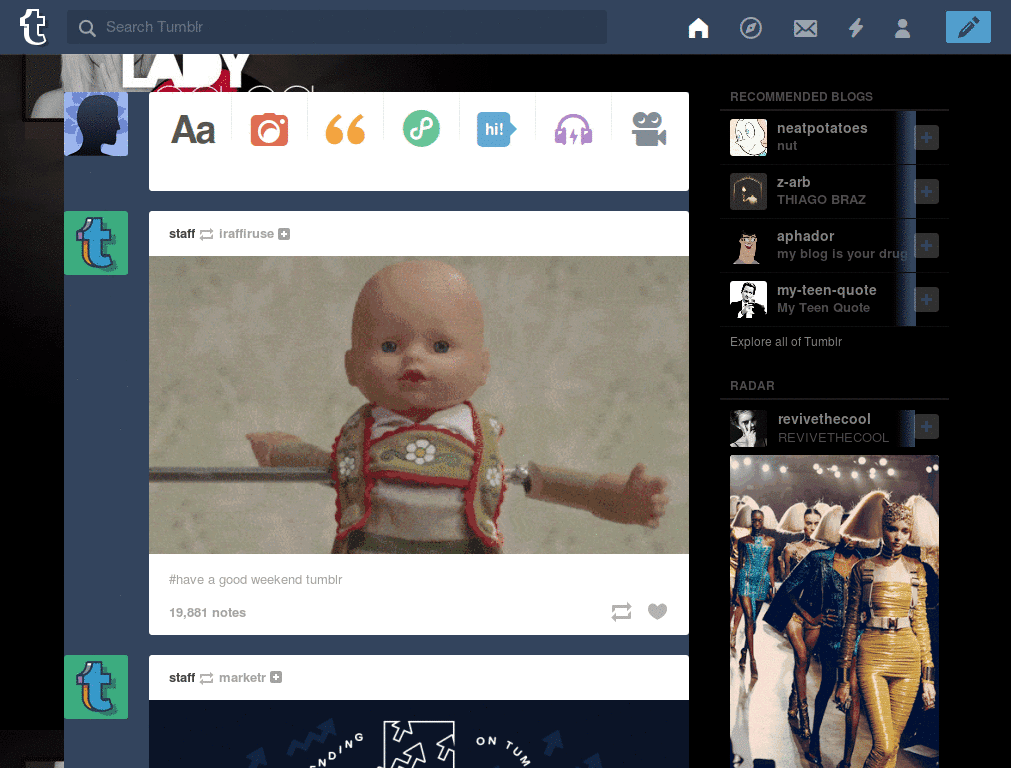 t
Search Tumblr
LADY
Aa
hi!
RECOMMENDED BLOGS
neatpotatoes
nut
z-arb
THIAGO BRAZ
aphador
my blog is your drug
my-teen-quote
My Teen Quote
Explore all of Tumblr
RADAR
revivethecool
REVIVETHECOOL
staff iraffiruse
t
#have a good weekend tumblr
19,881 notes
staff marketr
t
ON TUM